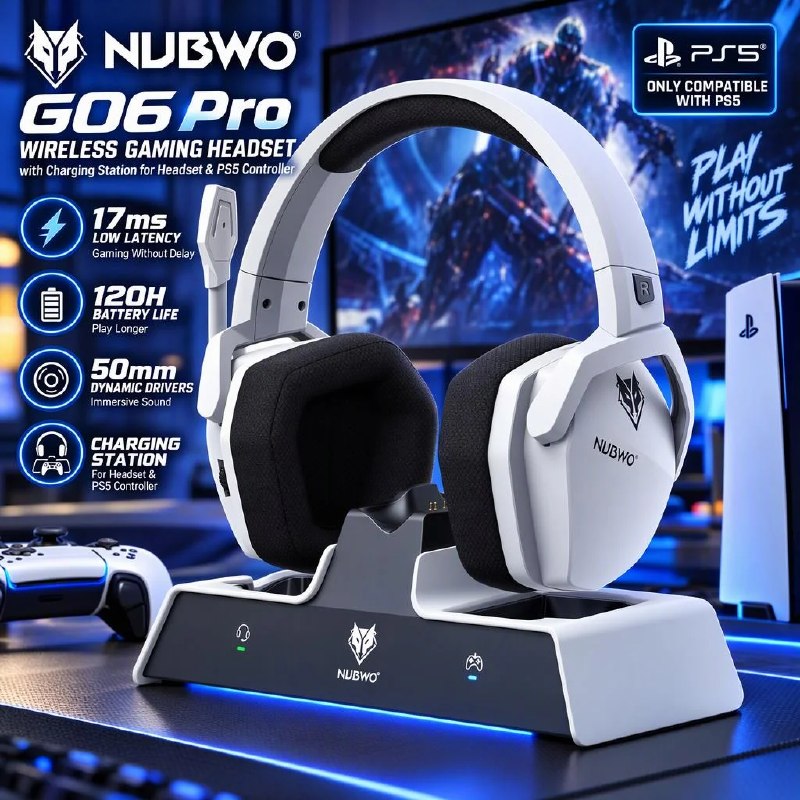 NUBWO®
G06 Pro
WIRELESS GAMING HEADSET
with Charging Station for Headset & PS5 Controller
17ms
LOW LATENCY
Gaming Without Delay
120H
BATTERY LIFE
Play Longer
50mm
DYNAMIC DRIVERS
Immersive Sound
CHARGING
STATION
For Headset &
PS5 Controller
PS5®
ONLY COMPATIBLE
WITH PS5
PLAY
WITHOUT
LIMITS
R
NUBWO®
NUBWO®